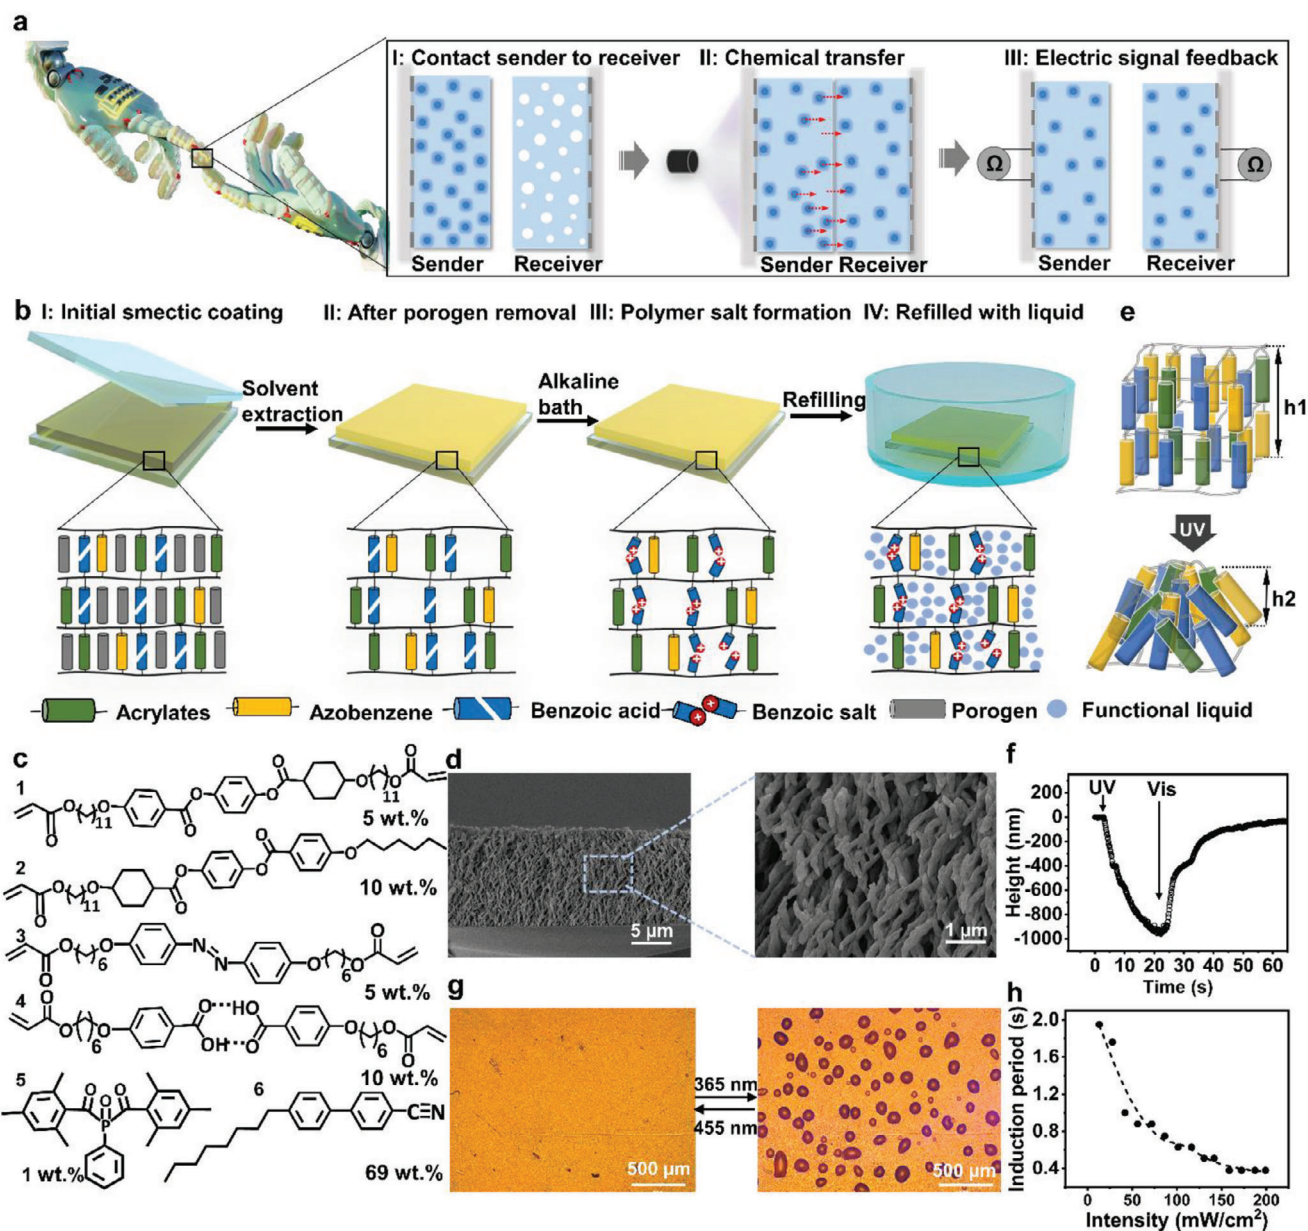 a
I: Contact sender to receiver
II: Chemical transfer
III: Electric signal feedback
Ω
Ω
Sender
Receiver
Sender
Receiver
Sender
Receiver
b
I: Initial smectic coating
II: After porogen removal
III: Polymer salt formation
IV: Refilled with liquid
Solvent
extraction
Alkaline
bath
Refilling
Acrylates
Azobenzene
Benzoic acid
Benzoic salt
Porogen
Functional liquid
e
h1
UV
h2
c
1
O
O
11
O
O
O
O
O
O
11
O
O
5 wt.%
2
O
O
11
O
O
O
O
O
O
10 wt.%
3
O
O
6
O
N
N
O
6
O
O
5 wt.%
4
O
O
6
O
O
HO
OH
O
O
6
O
O
10 wt.%
5
O
O
O
P
1 wt.%
6
C≡N
69 wt.%
d
5 μm
1 μm
f
UV
Vis
Height (nm)
200
0
-200
-400
-600
-800
-1000
0 10 20 30 40 50 60
Time (s)
g
365 nm
455 nm
500 μm
500 μm
h
Induction period (s)
2.0
1.6
1.2
0.8
0.4
0 50 100 150 200
Intensity (mW/cm²)